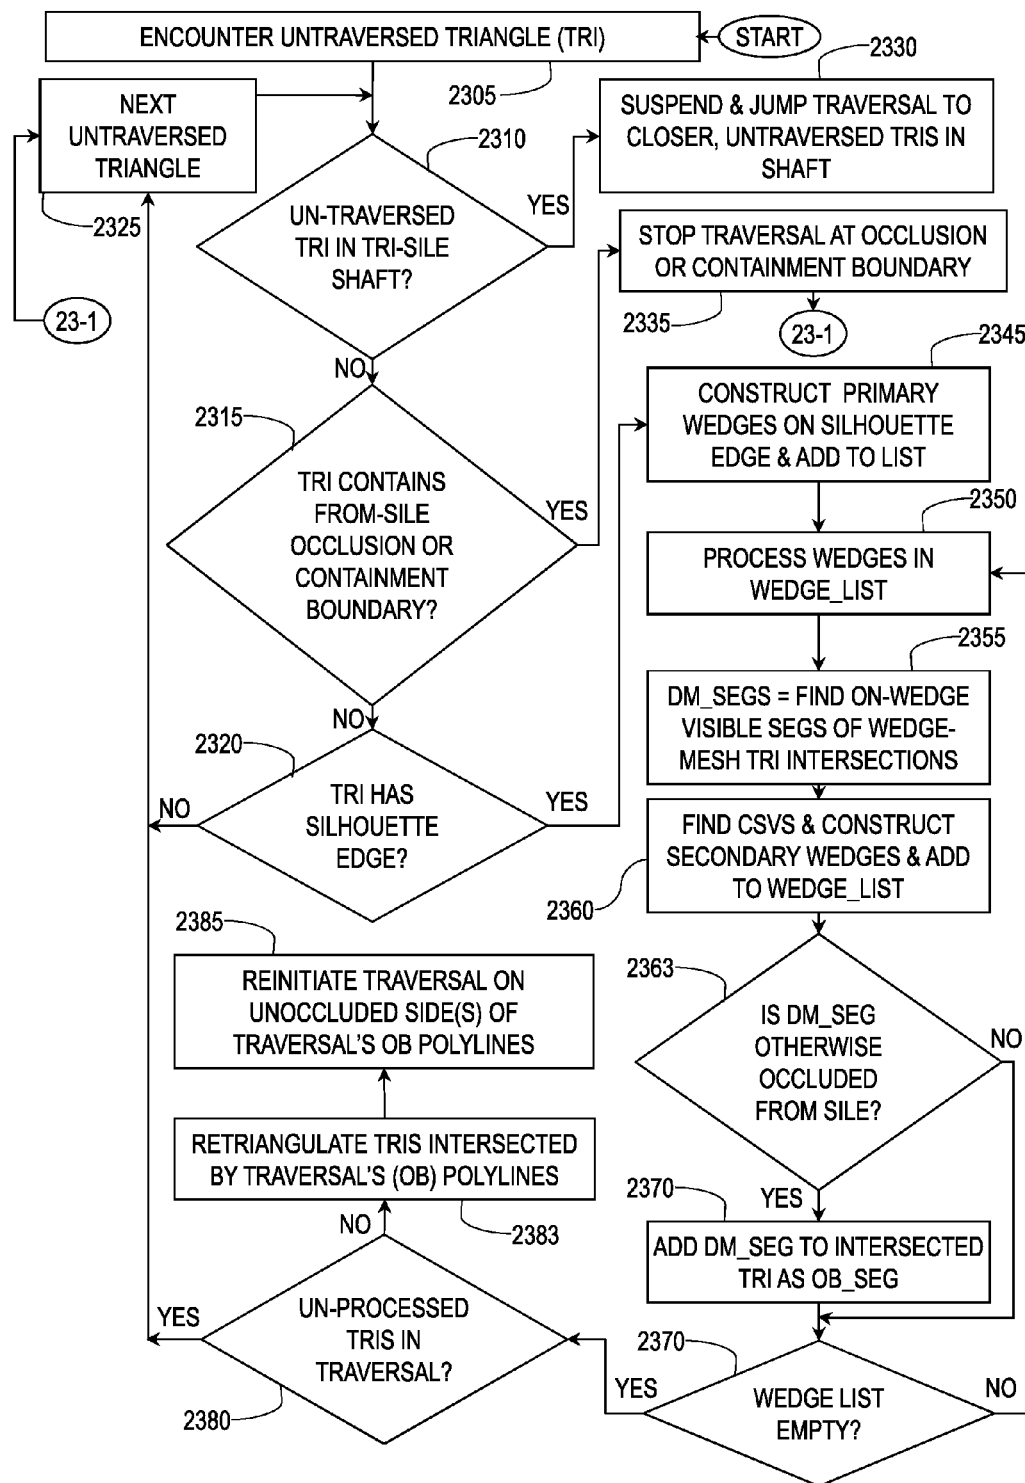 ENCOUNTER UNTRAVERSED TRIANGLE (TRI)
START
2305
2330
NEXT
UNTRAVERSED
TRIANGLE
2325
SUSPEND & JUMP TRAVERSAL TO
CLOSER, UNTRAVERSED TRIS IN
SHAFT
2310
UN-TRAVERSED
TRI IN TRI-SILE
SHAFT?
YES
NO
STOP TRAVERSAL AT OCCLUSION
OR CONTAINMENT BOUNDARY
2335
23-1
23-1
2315
TRI CONTAINS
FROM-SILE
OCCLUSION OR
CONTAINMENT
BOUNDARY?
YES
NO
2345
CONSTRUCT PRIMARY
WEDGES ON SILHOUETTE
EDGE & ADD TO LIST
2350
PROCESS WEDGES IN
WEDGE_LIST
2355
DM_SEGS = FIND ON-WEDGE
VISIBLE SEGS OF WEDGE-
MESH TRI INTERSECTIONS
2320
TRI HAS
SILHOUETTE
EDGE?
NO
YES
FIND CSVS & CONSTRUCT
SECONDARY WEDGES & ADD
TO WEDGE_LIST
2360
2363
IS DM_SEG
OTHERWISE
OCCLUDED
FROM SILE?
NO
YES
2385
REINITIATE TRAVERSAL ON
UNOCCLUDED SIDE(S) OF
TRAVERSAL'S OB POLYLINES
RETRIANGULATE TRIS INTERSECTED
BY TRAVERSAL'S (OB) POLYLINES
2383
NO
2370
ADD DM_SEG TO INTERSECTED
TRI AS OB_SEG
YES
UN-PROCESSED
TRIS IN
TRAVERSAL?
2380
2370
YES
WEDGE LIST
EMPTY?
NO